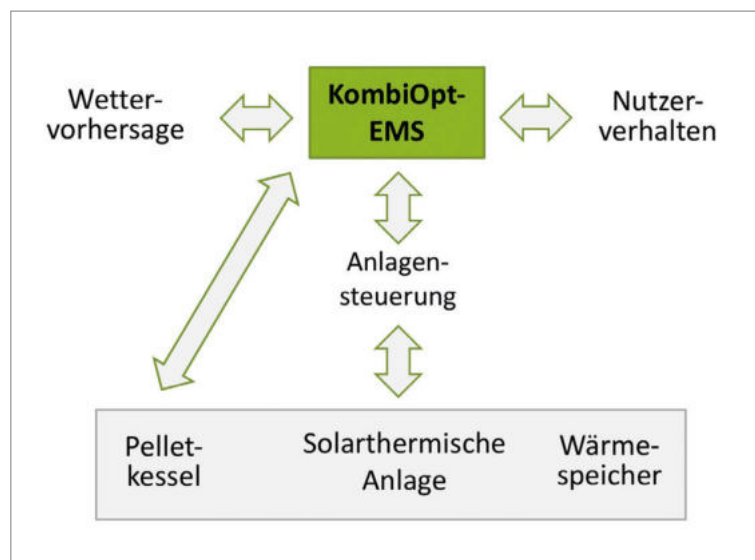 Wetter-
vorhersage
KombiOpt-
EMS
Nutzer-
verhalten
Anlagen-
steuerung
Pellet-
kessel
Solarthermische
Anlage
Wärme-
speicher